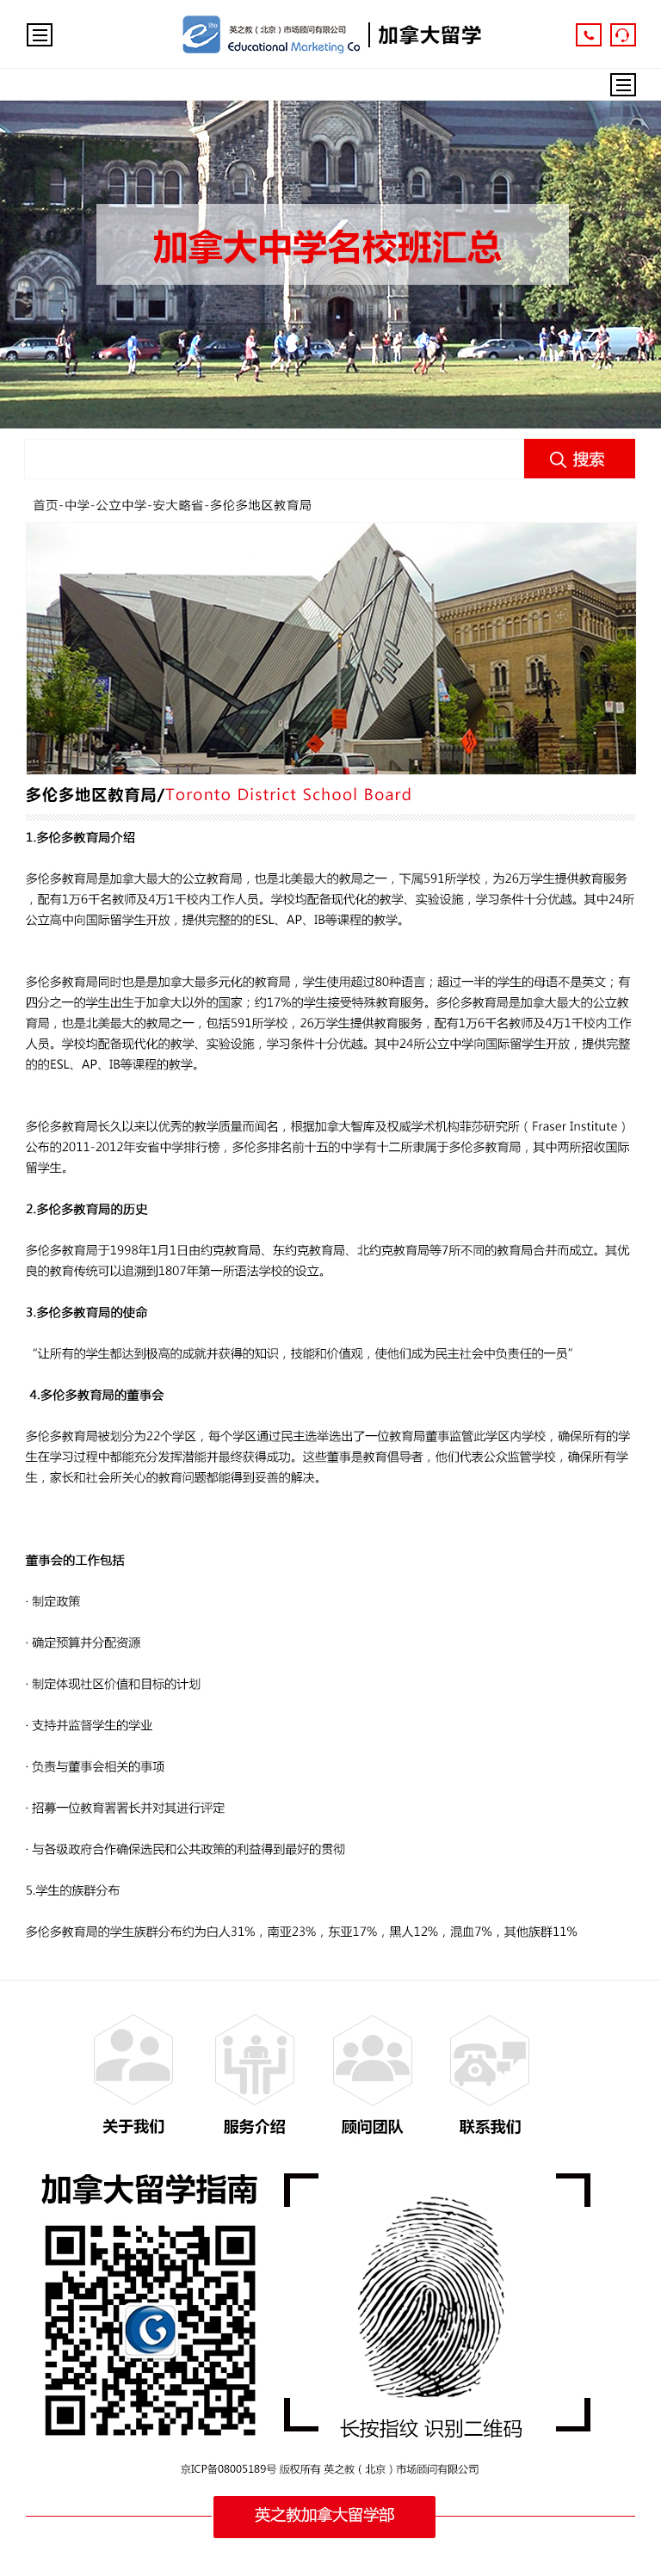 英之教（北京）市场顾问有限公司
Educational Marketing Co
加拿大留学
加拿大中学名校班汇总
搜索
首页-中学-公立中学-安大略省-多伦多地区教育局
多伦多地区教育局/Toronto District School Board
1.多伦多教育局介绍
多伦多教育局是加拿大最大的公立教育局，也是北美最大的教局之一，下属591所学校，为26万学生提供教育服务
，配有1万6千名教师及4万1千校内工作人员。学校均配备现代化的教学、实验设施，学习条件十分优越。其中24所
公立高中向国际留学生开放，提供完整的的ESL、AP、IB等课程的教学。
多伦多教育局同时也是是加拿大最多元化的教育局，学生使用超过80种语言；超过一半的学生的母语不是英文；有
四分之一的学生出生于加拿大以外的国家；约17%的学生接受特殊教育服务。多伦多教育局是加拿大最大的公立教
育局，也是北美最大的教局之一，包括591所学校，26万学生提供教育服务，配有1万6千名教师及4万1千校内工作
人员。学校均配备现代化的教学、实验设施，学习条件十分优越。其中24所公立中学向国际留学生开放，提供完整
的的ESL、AP、IB等课程的教学。
多伦多教育局长久以来以优秀的教学质量而闻名，根据加拿大智库及权威学术机构菲莎研究所（Fraser Institute）
公布的2011-2012年安省中学排行榜，多伦多排名前十五的中学有十二所隶属于多伦多教育局，其中两所招收国际
留学生。
2.多伦多教育局的历史
多伦多教育局于1998年1月1日由约克教育局、东约克教育局、北约克教育局等7所不同的教育局合并而成立。其优
良的教育传统可以追溯到1807年第一所语法学校的设立。
3.多伦多教育局的使命
“让所有的学生都达到极高的成就并获得的知识，技能和价值观，使他们成为民主社会中负责任的一员”
4.多伦多教育局的董事会
多伦多教育局被划分为22个学区，每个学区通过民主选举选出了一位教育局董事监管此学区内学校，确保所有的学
生在学习过程中都能充分发挥潜能并最终获得成功。这些董事是教育倡导者，他们代表公众监管学校，确保所有学
生，家长和社会所关心的教育问题都能得到妥善的解决。
董事会的工作包括
· 制定政策
· 确定预算并分配资源
· 制定体现社区价值和目标的计划
· 支持并监督学生的学业
· 负责与董事会相关的事项
· 招募一位教育署署长并对其进行评定
· 与各级政府合作确保选民和公共政策的利益得到最好的贯彻
5.学生的族群分布
多伦多教育局的学生族群分布约为白人31%，南亚23%，东亚17%，黑人12%，混血7%，其他族群11%
关于我们
服务介绍
顾问团队
联系我们
加拿大留学指南
长按指纹 识别二维码
京ICP备08005189号 版权所有 英之教（北京）市场顾问有限公司
英之教加拿大留学部